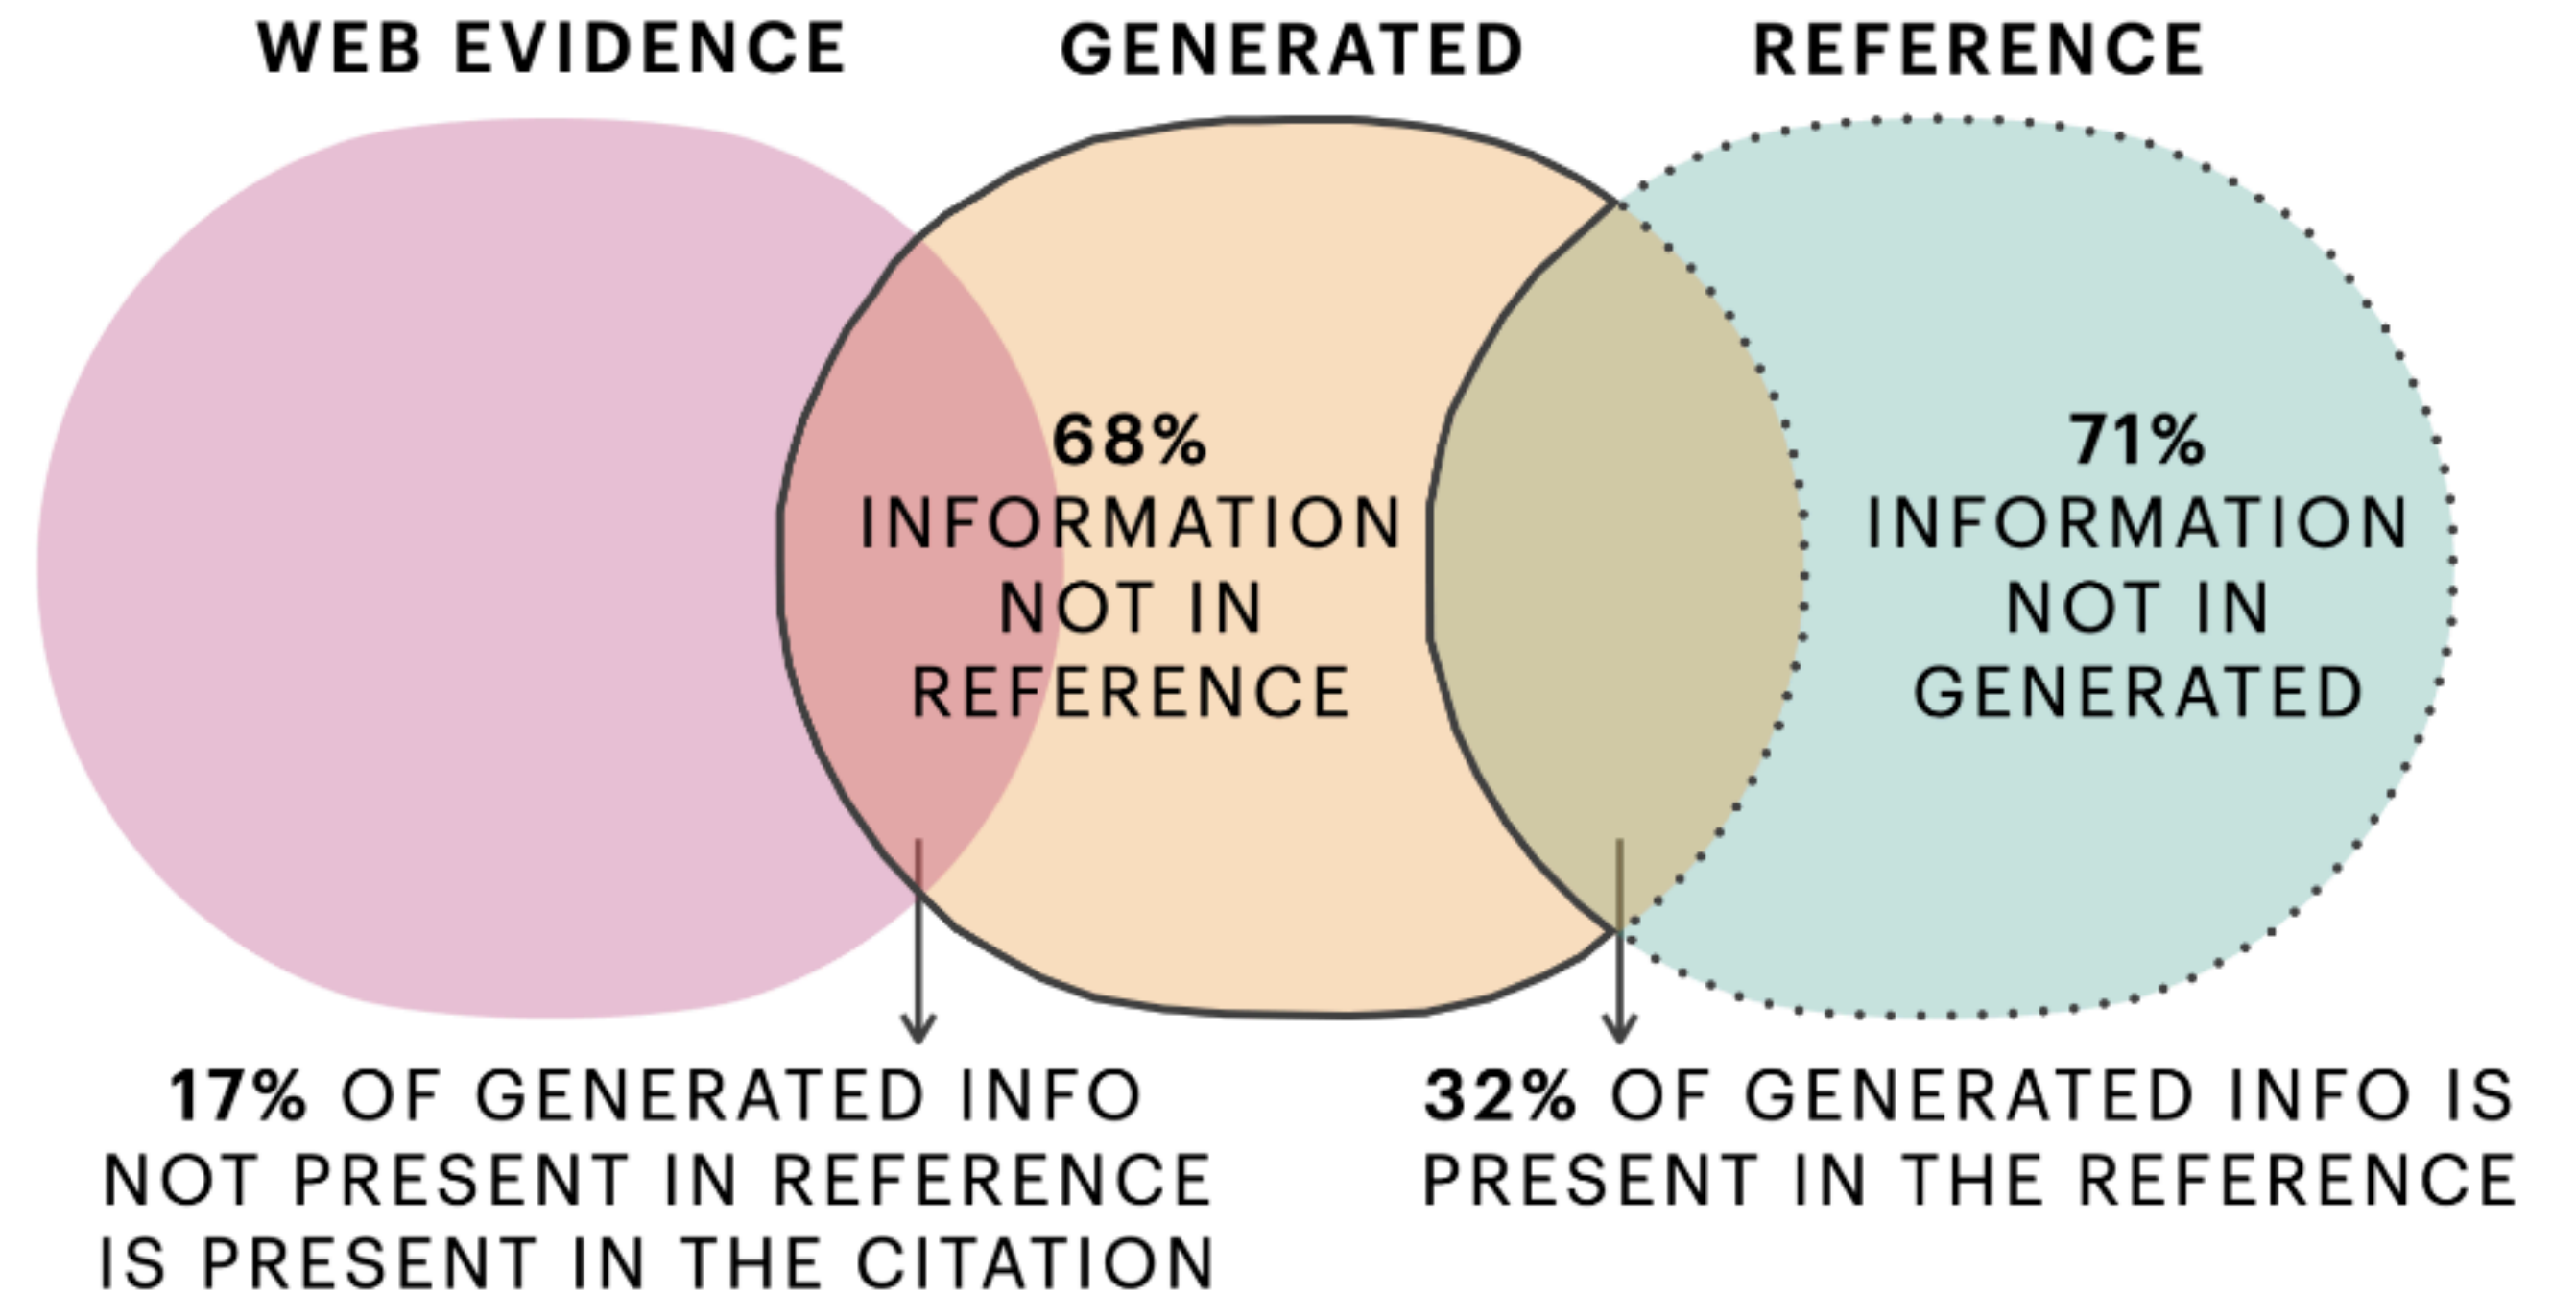 WEB EVIDENCE
GENERATED
REFERENCE
68%
INFORMATION
NOT IN
REFERENCE
71%
INFORMATION
NOT IN
GENERATED
17% OF GENERATED INFO
NOT PRESENT IN REFERENCE
IS PRESENT IN THE CITATION
32% OF GENERATED INFO IS
PRESENT IN THE REFERENCE